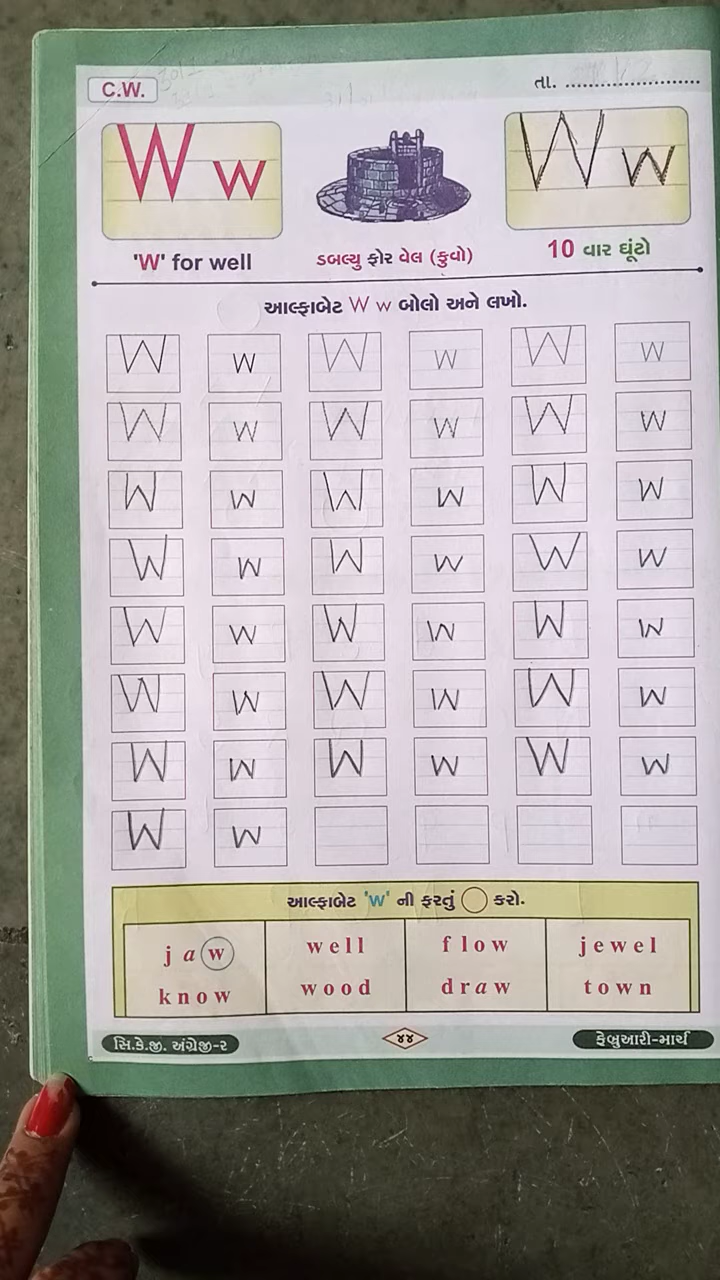 C.W.
તા. ......................
W w
W w
'W' for well
ડબલ્યુ ફોર વેલ (કુવો)
10 વાર ઘૂંટો
આલ્ફાબેટ W w બોલો અને લખો.
W w W w W w
W w W w W w
W w W w W w
W w W w W w
W w W w W w
W w W w W w
W w W w W w
W w
આલ્ફાબેટ 'w' ની ફરતું ◯ કરો.
jaw well flow jewel
know wood draw town
સિ.કે.જી. અંગ્રેજી-૨
૪૪
ફેબ્રુઆરી-માર્ચ